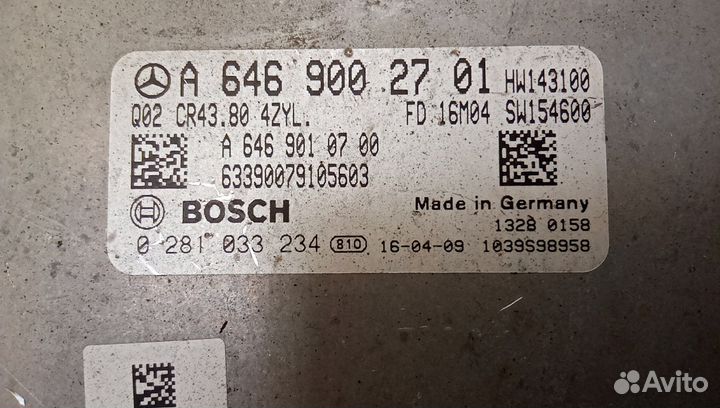 A 646 900 27 01 HW143100
Q02 CR43.80 4ZYL. FD 16M04 SW154600
A 646 901 07 00
63390079105603
BOSCH
Made in Germany
1328 0158
0 281 033 234 810 16-04-09 1039S98958
Avito